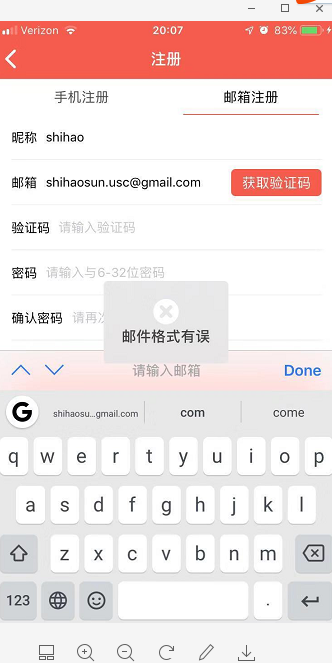 Verizon 20:07 83%
注册
手机注册 邮箱注册
昵称 shihao
邮箱 shihaosun.usc@gmail.com 获取验证码
验证码 请输入验证码
密码 请输入与6-32位密码
确认密码 请再次
邮件格式有误
请输入邮箱 Done
G shihaosu...gmail.com com come
q w e r t y u i o p
a s d f g h j k l
z x c v b n m
123 .